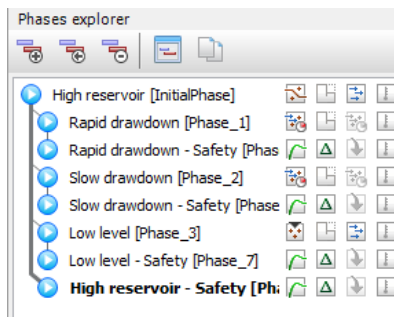 Phases explorer
High reservoir [InitialPhase]
Rapid drawdown [Phase_1]
Rapid drawdown - Safety [Phas
Slow drawdown [Phase_2]
Slow drawdown - Safety [Phase
Low level [Phase_3]
Low level - Safety [Phase_7]
High reservoir - Safety [Pha